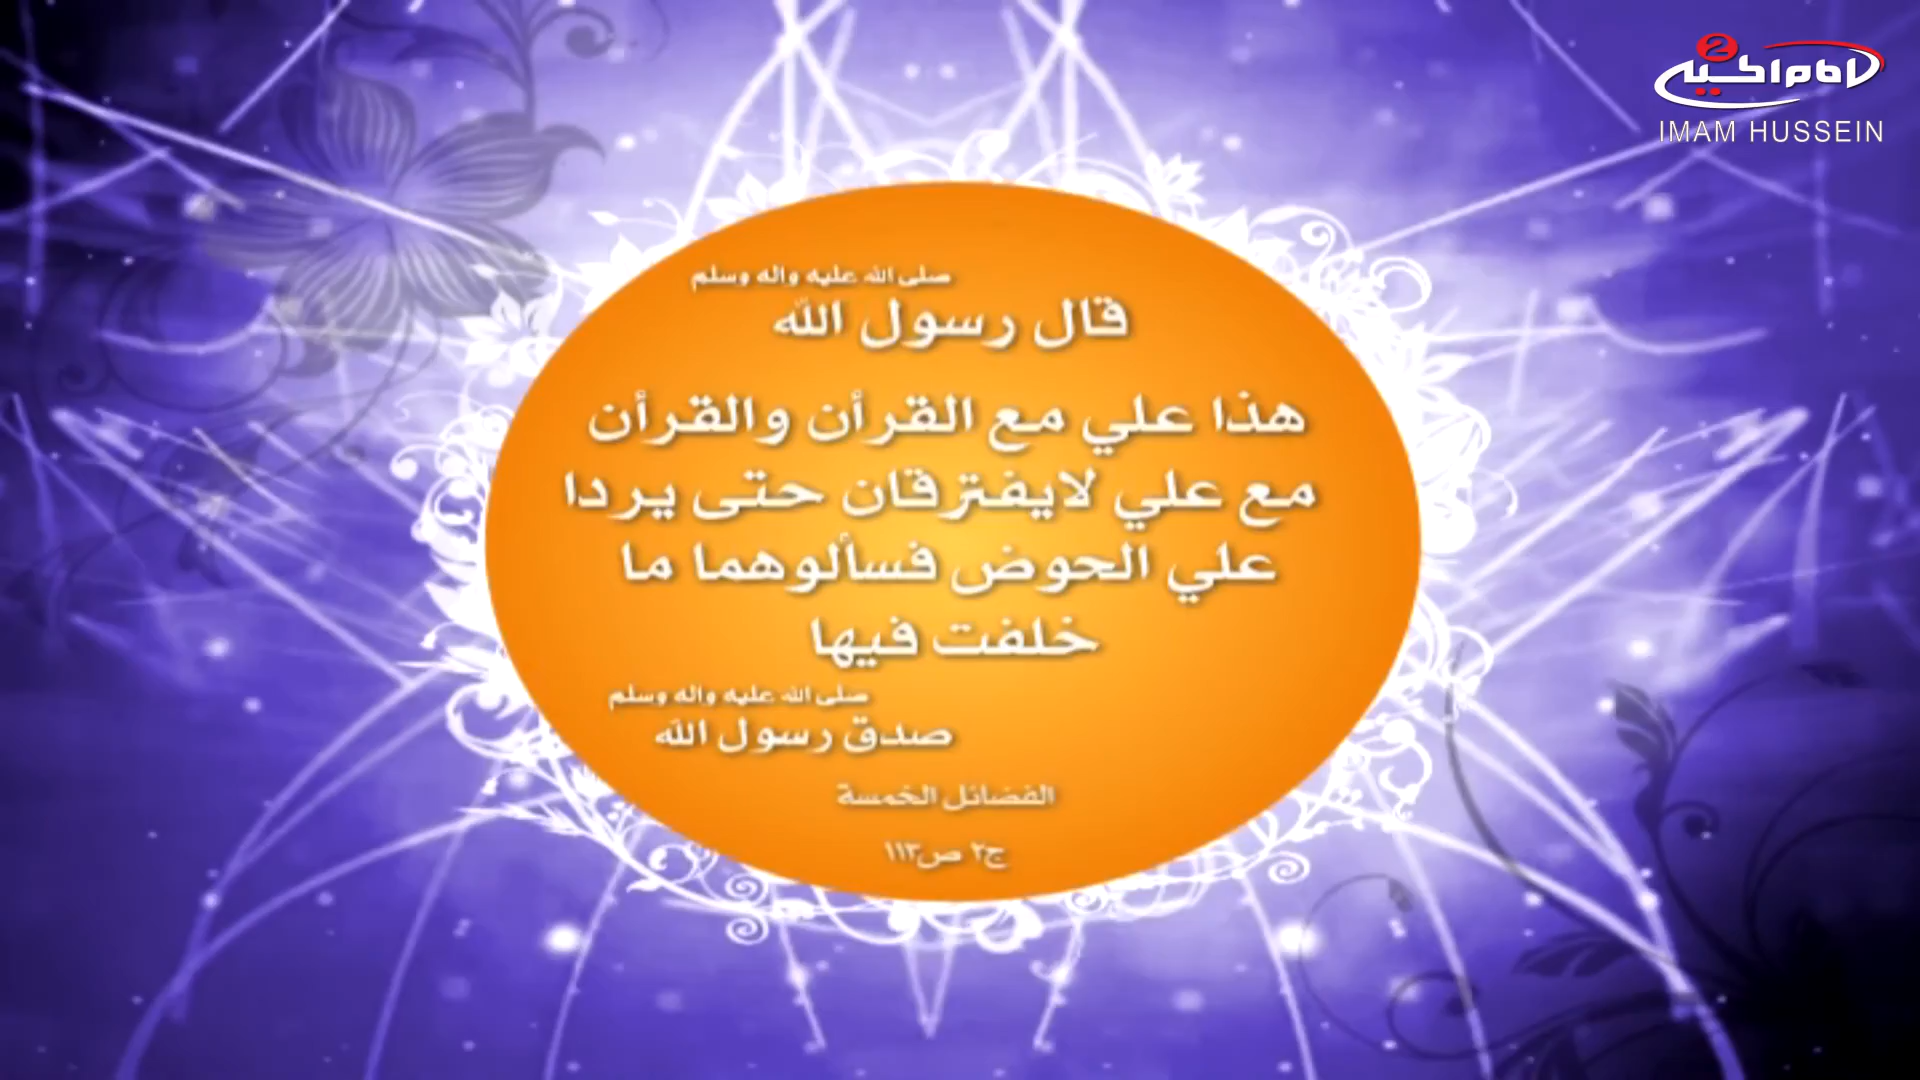 2
الامام الحسين
IMAM HUSSEIN
صلى الله عليه واله وسلم
قال رسول الله
هذا علي مع القرأن والقرأن
مع علي لايفترقان حتى يردا
علي الحوض فسألوهما ما
خلفت فيها
صلى الله عليه واله وسلم
صدق رسول الله
الفضائل الخمسة
ج٢ ص١١٣